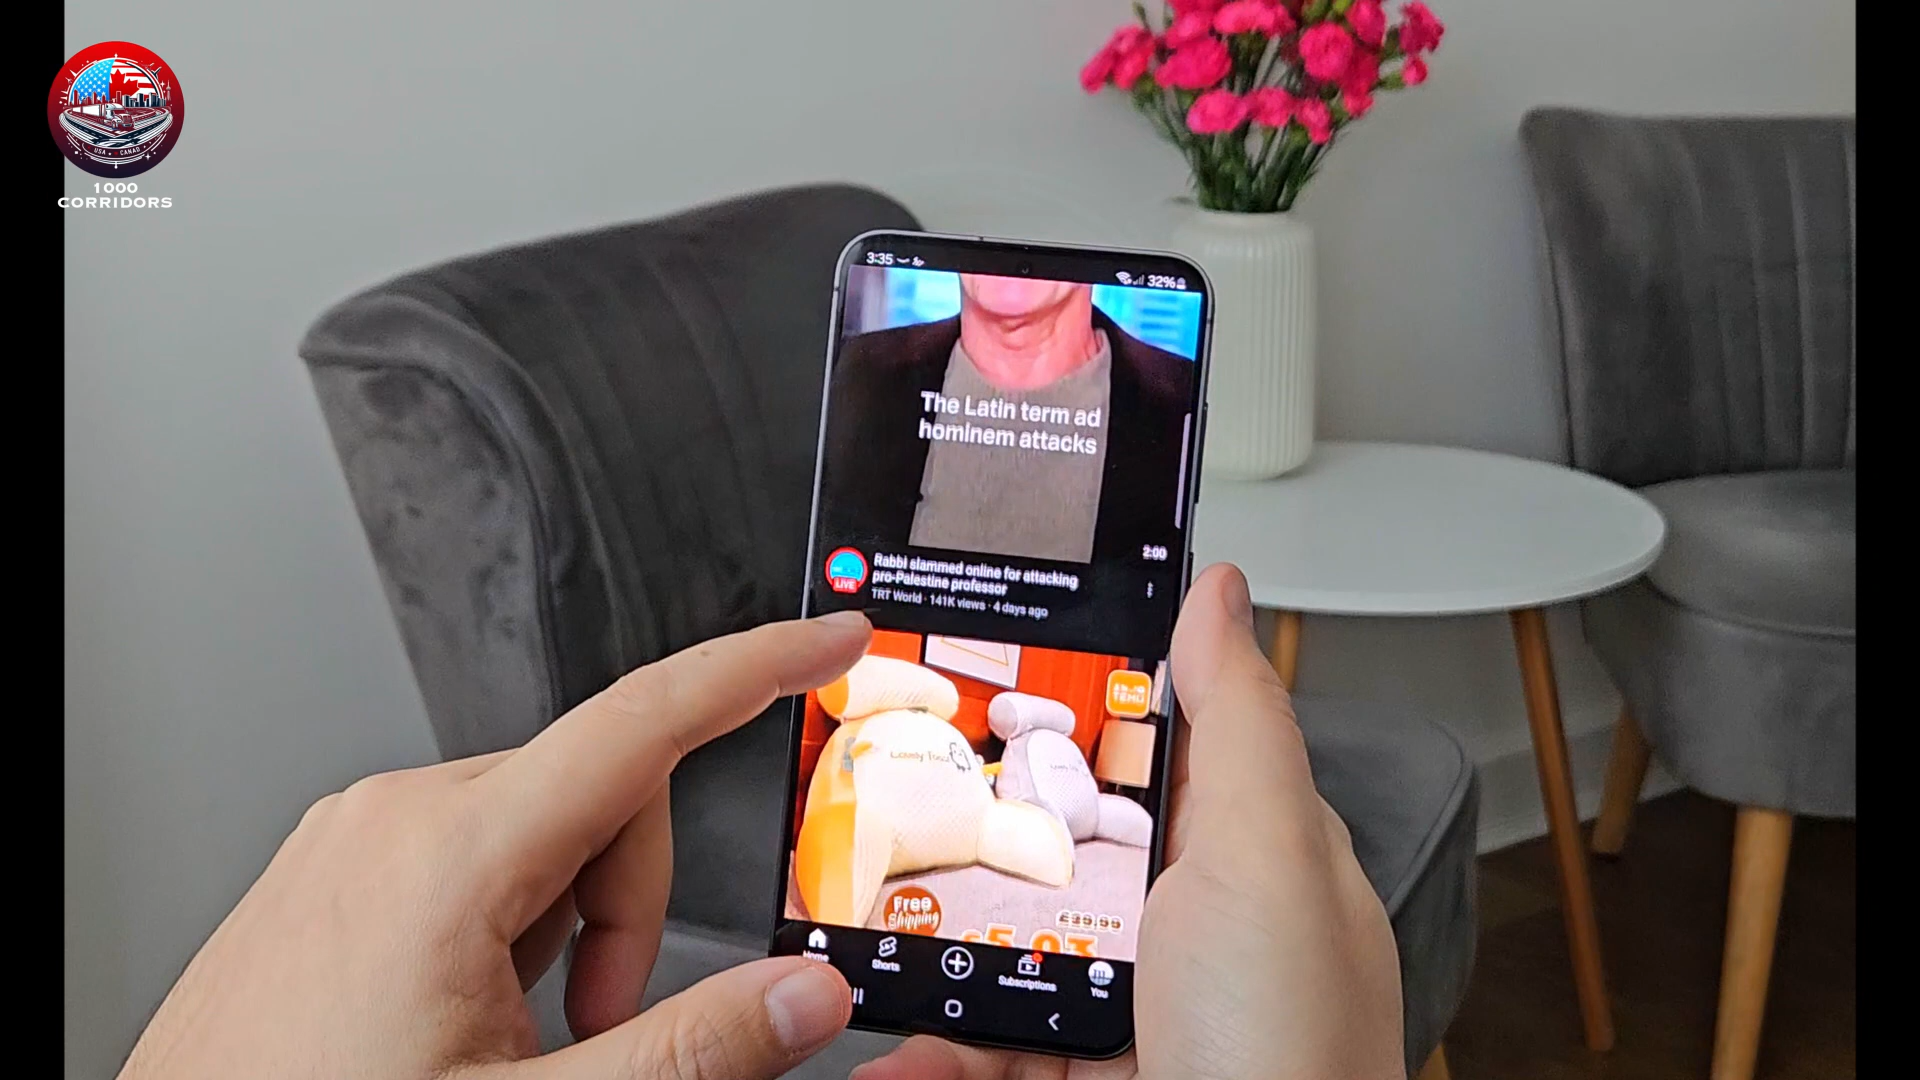 USA
1000
CORRIDORS
3:35
32%
The Latin term ad
hominem attacks
2:00
LIVE
Rabbi slammed online for attacking
pro-Palestine professor
TRT World · 141K views · 4 days ago
TEMU
Free
Shipping
£39.99
Home
Shorts
Subscriptions
You